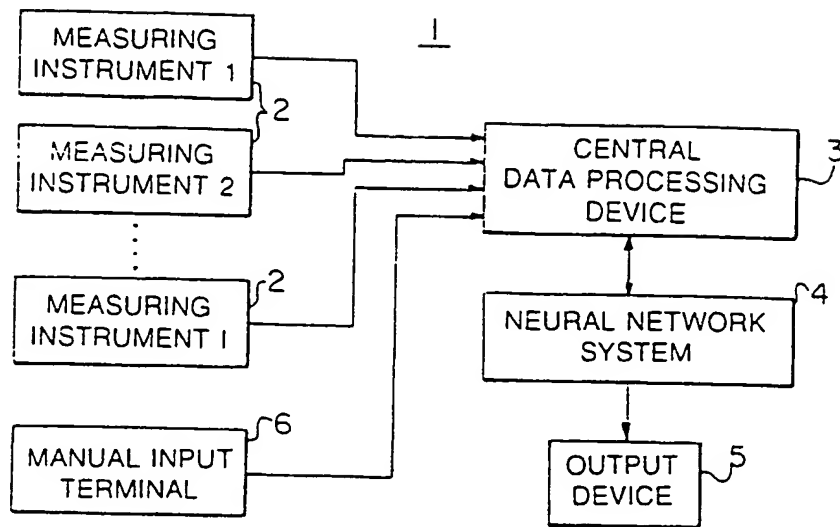 1
MEASURING
INSTRUMENT 1
2
MEASURING
INSTRUMENT 2
MEASURING
INSTRUMENT I
2
MANUAL INPUT
TERMINAL
6
CENTRAL
DATA PROCESSING
DEVICE
3
NEURAL NETWORK
SYSTEM
4
OUTPUT
DEVICE
5